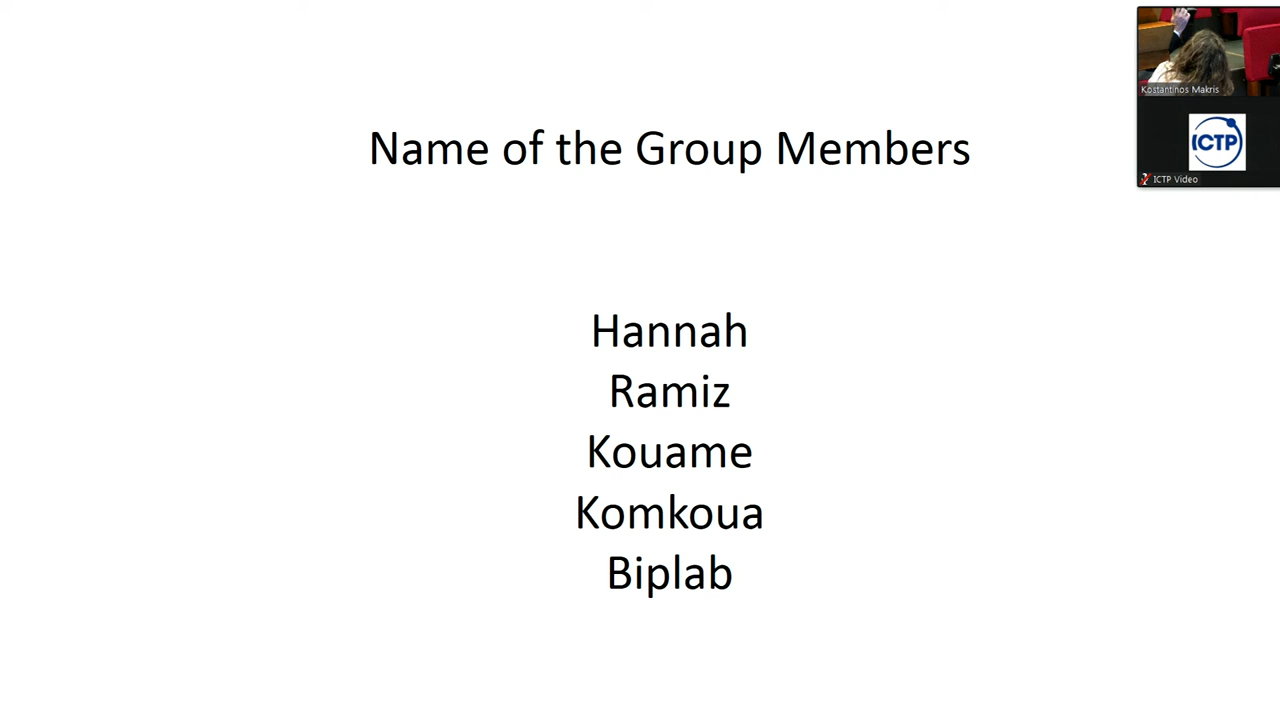 Name of the Group Members
Hannah
Ramiz
Kouame
Komkoua
Biplab
Kostantinos Makris
ICTP
ICTP Video